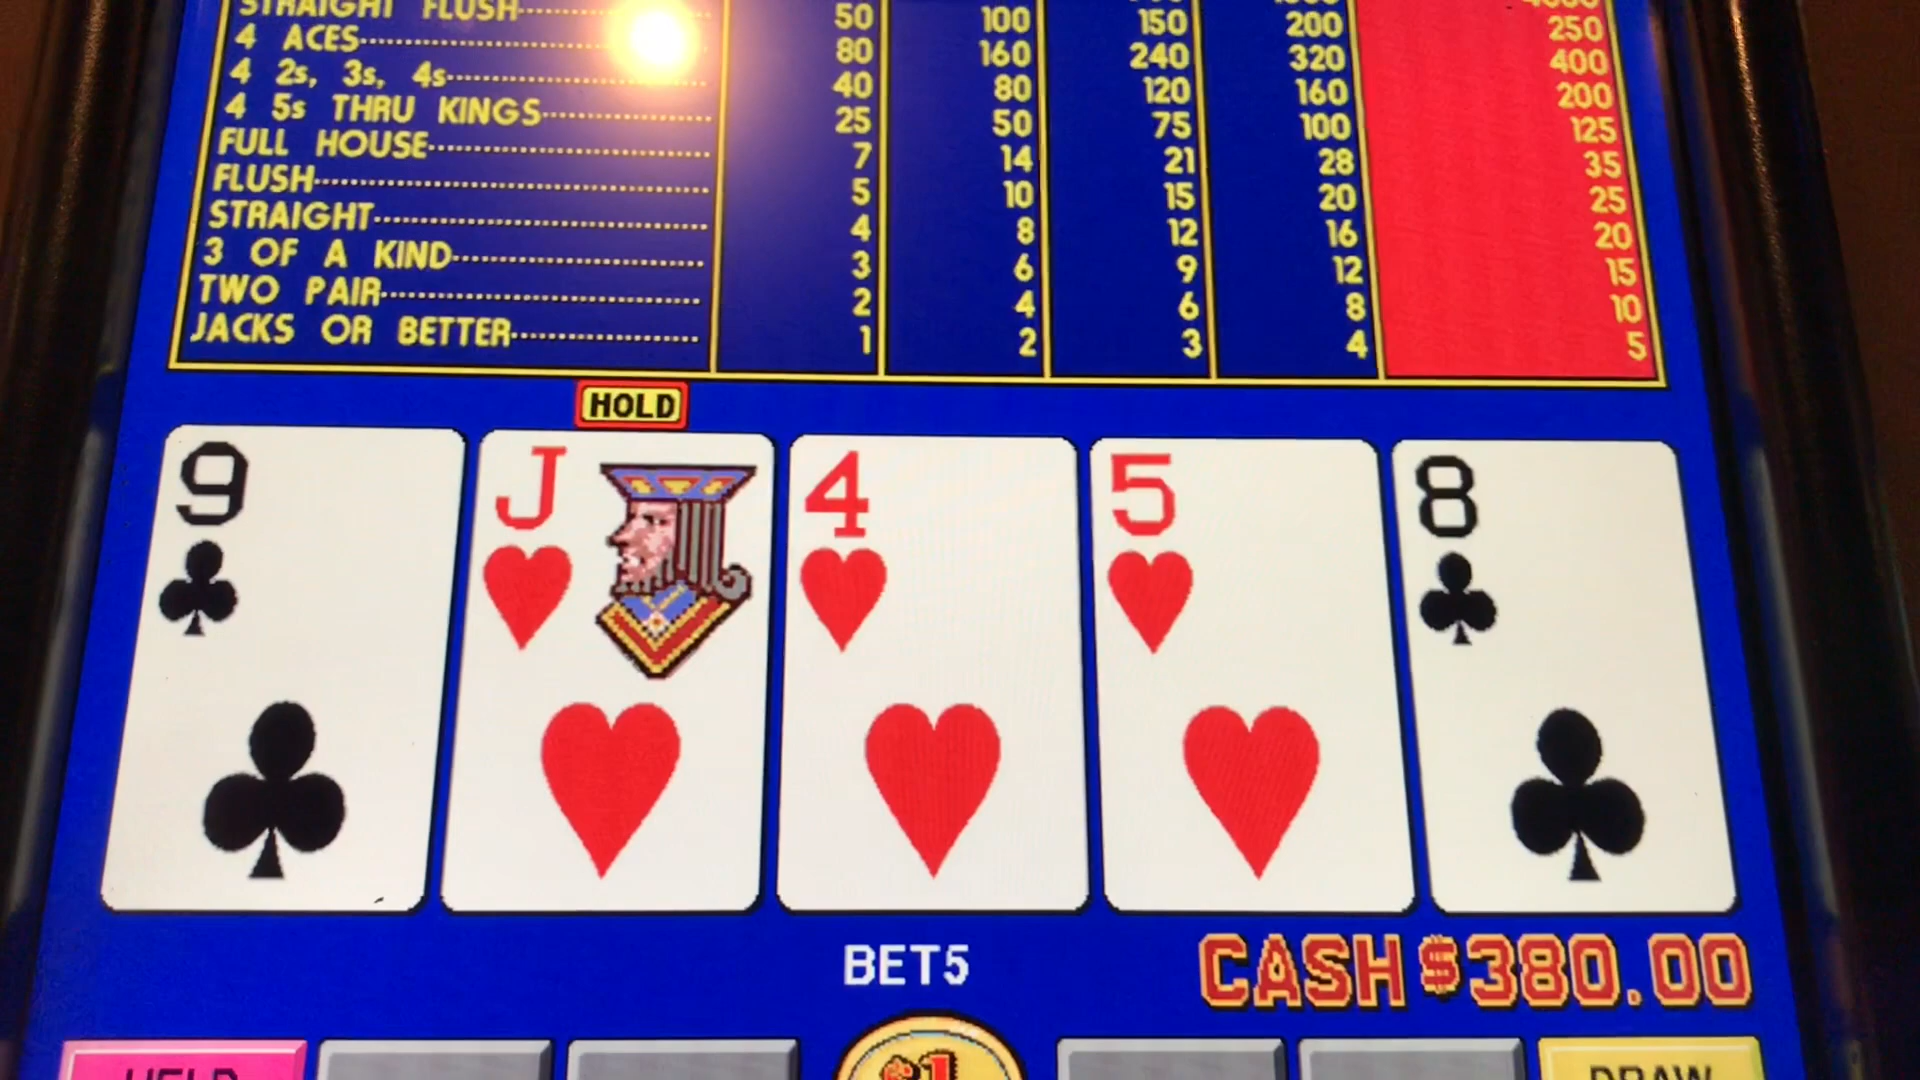 STRAIGHT FLUSH 50 100 150 200 250
4 ACES 80 160 240 320 400
4 2s, 3s, 4s 40 80 120 160 200
4 5s THRU KINGS 25 50 75 100 125
FULL HOUSE 7 14 21 28 35
FLUSH 5 10 15 20 25
STRAIGHT 4 8 12 16 20
3 OF A KIND 3 6 9 12 15
TWO PAIR 2 4 6 8 10
JACKS OR BETTER 1 2 3 4 5
HOLD
9 J 4 5 8
BET5 CASH $380.00
HELD $1 DRAW